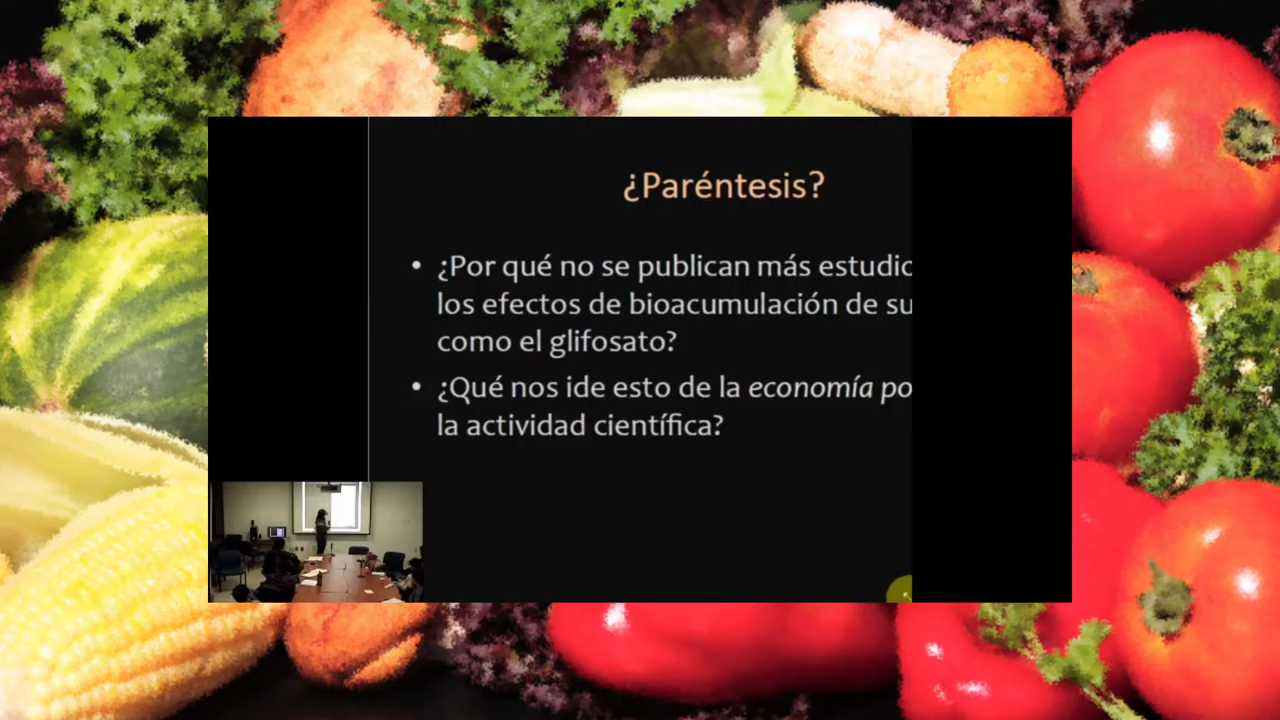 ¿Paréntesis?
• ¿Por qué no se publican más estudio
los efectos de bioacumulación de su
como el glifosato?
• ¿Qué nos ide esto de la economía po
la actividad científica?